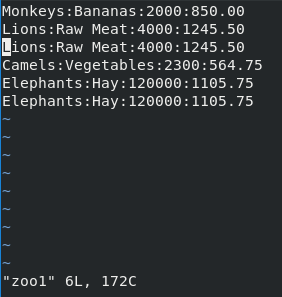 Monkeys:Bananas:2000:850.00
Lions:Raw Meat:4000:1245.50
Lions:Raw Meat:4000:1245.50
Camels:Vegetables:2300:564.75
Elephants:Hay:120000:1105.75
Elephants:Hay:120000:1105.75
~
~
~
~
~
~
~
~
~
"zoo1" 6L, 172C